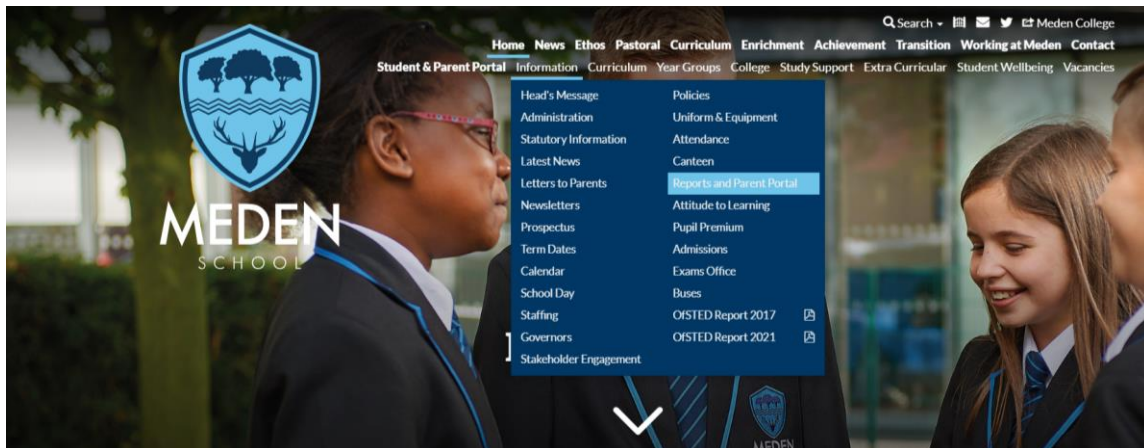 Search
Meden College
Home News Ethos Pastoral Curriculum Enrichment Achievement Transition Working at Meden Contact
Student & Parent Portal Information Curriculum Year Groups College Study Support Extra Curricular Student Wellbeing Vacancies
MEDEN
SCHOOL
Head's Message
Administration
Statutory Information
Latest News
Letters to Parents
Newsletters
Prospectus
Term Dates
Calendar
School Day
Staffing
Governors
Stakeholder Engagement
Policies
Uniform & Equipment
Attendance
Canteen
Reports and Parent Portal
Attitude to Learning
Pupil Premium
Admissions
Exams Office
Buses
OfSTED Report 2017
OfSTED Report 2021
MEDEN